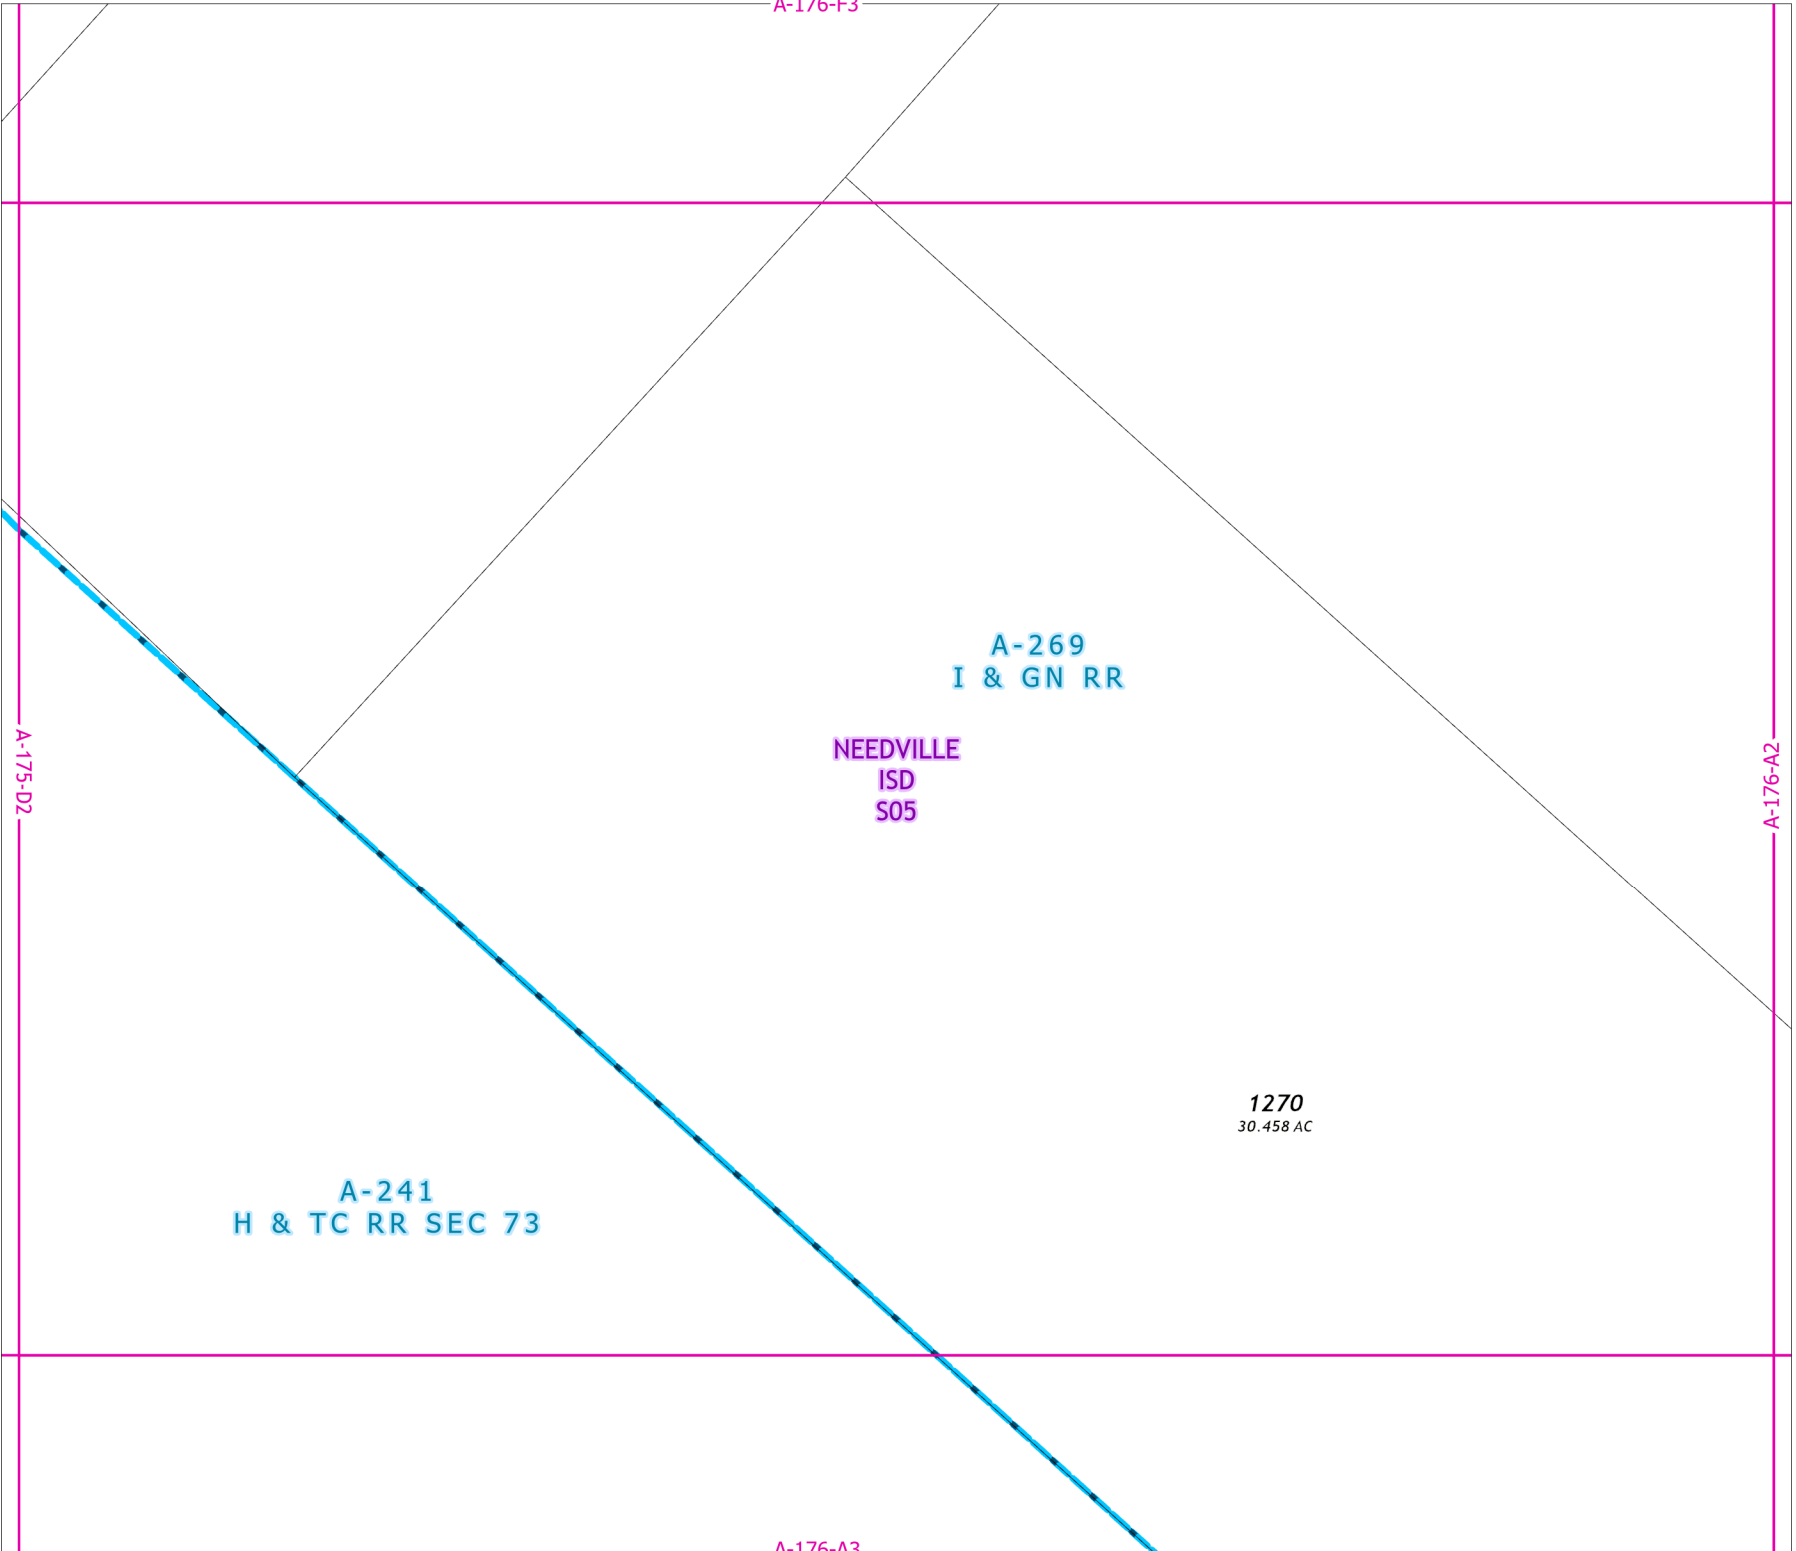 A-176-F3
A-269
I & GN RR
NEEDVILLE
ISD
S05
A-175-D2
A-176-A2
1270
30.458 AC
A-241
H & TC RR SEC 73
A-176-A3